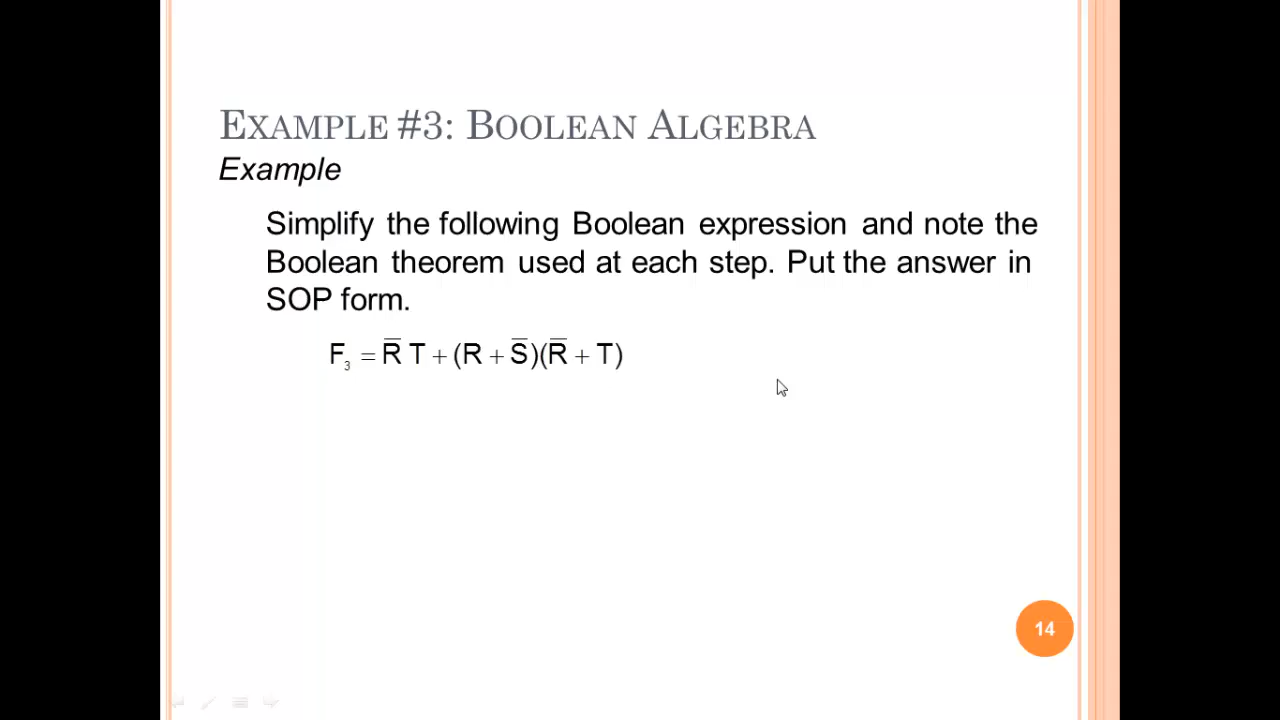 EXAMPLE #3: BOOLEAN ALGEBRA
Example
Simplify the following Boolean expression and note the
Boolean theorem used at each step. Put the answer in
SOP form.
F₃ = R̅ T + (R + S̅)(R̅ + T)
14